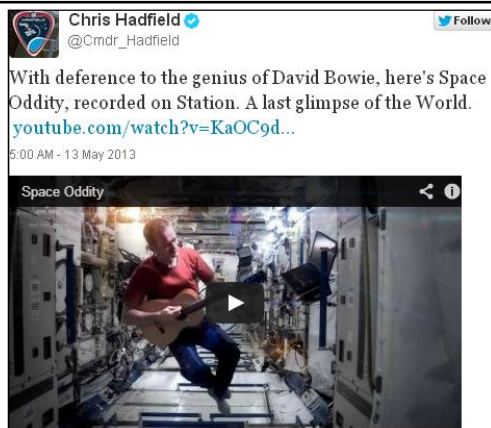 Chris Hadfield
@Cmdr_Hadfield
Follow
With deference to the genius of David Bowie, here's Space
Oddity, recorded on Station. A last glimpse of the World.
youtube.com/watch?v=KaOC9d...
5:00 AM - 13 May 2013
Space Oddity